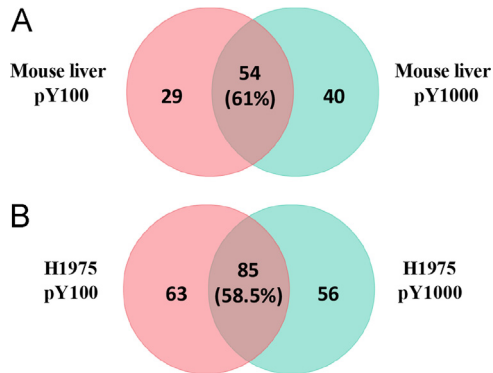 A
Mouse liver
pY100
29
54
(61%)
40
Mouse liver
pY1000
B
H1975
pY100
63
85
(58.5%)
56
H1975
pY1000